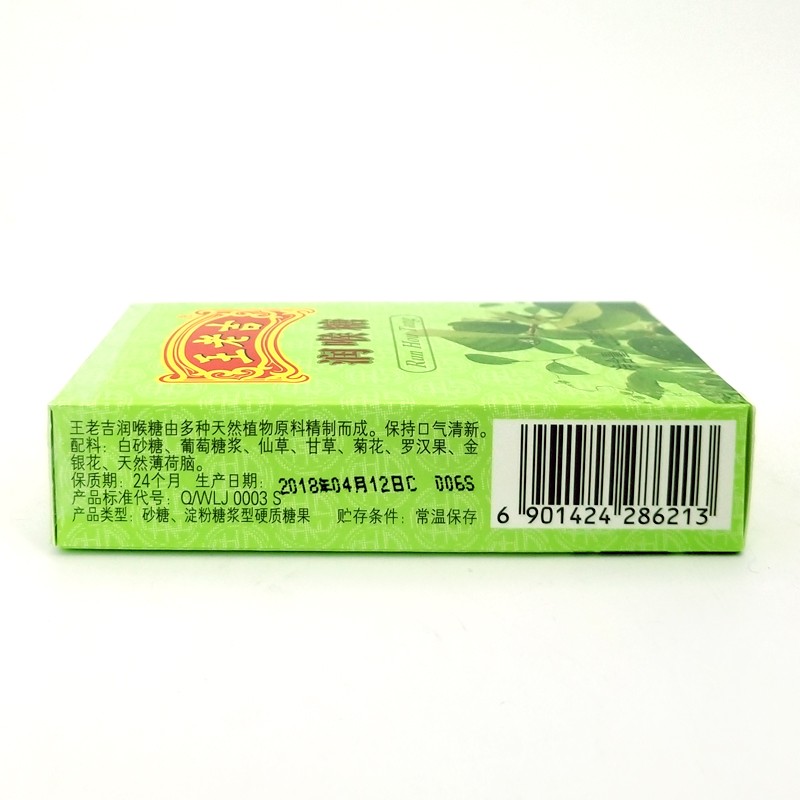 王老吉
润喉糖
Run Hou Tang
王老吉润喉糖由多种天然植物原料精制而成。保持口气清新。
配料：白砂糖、葡萄糖浆、仙草、甘草、菊花、罗汉果、金
银花、天然薄荷脑。
保质期：24个月 生产日期：2018年04月12日C 006S
产品标准代号：Q/WLJ 0003 S
产品类型：砂糖、淀粉糖浆型硬质糖果 贮存条件：常温保存
6 901424 286213